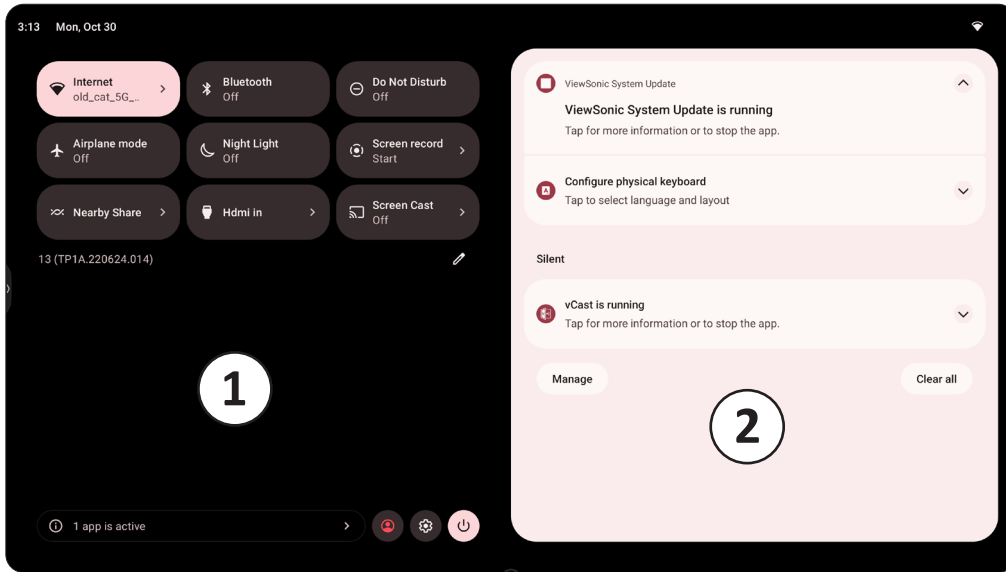 3:13 Mon, Oct 30
Internet
old_cat_5G_..
Bluetooth
Off
Do Not Disturb
Off
Airplane mode
Off
Night Light
Off
Screen record
Start
Nearby Share
Hdmi in
Screen Cast
Off
13 (TP1A.220624.014)
1
1 app is active
ViewSonic System Update
ViewSonic System Update is running
Tap for more information or to stop the app.
A
Configure physical keyboard
Tap to select language and layout
Silent
vCast is running
Tap for more information or to stop the app.
Manage
Clear all
2